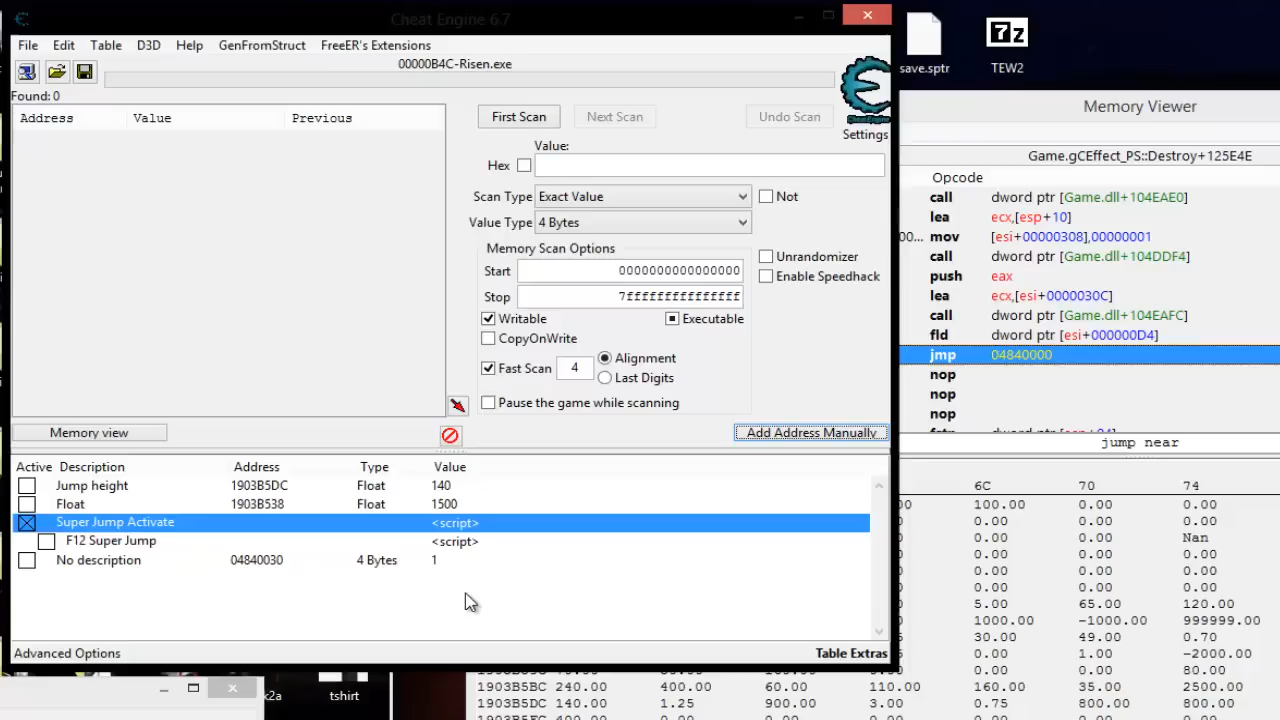 Cheat Engine 6.7
File Edit Table D3D Help GenFromStruct FreeER's Extensions
00000B4C-Risen.exe
Found: 0
Address Value Previous
First Scan Next Scan Undo Scan
Settings
Value:
Hex
Scan Type Exact Value Not
Value Type 4 Bytes
Memory Scan Options
Start 0000000000000000
Stop 7fffffffffffffff
Unrandomizer
Enable Speedhack
Writable Executable
CopyOnWrite
Fast Scan 4 Alignment
Last Digits
Pause the game while scanning
Memory view Add Address Manually
Active Description Address Type Value
Jump height 1903B5DC Float 140
Float 1903B538 Float 1500
Super Jump Activate <script>
F12 Super Jump <script>
No description 04840030 4 Bytes 1
Advanced Options Table Extras
save.sptr
7z
TEW2
Memory Viewer
Game.gCEffect_PS::Destroy+125E4E
Opcode
call dword ptr [Game.dll+104EAE0]
lea ecx,[esp+10]
00... mov [esi+00000308],00000001
call dword ptr [Game.dll+104DDF4]
push eax
lea ecx,[esi+0000030C]
call dword ptr [Game.dll+104EAFC]
fld dword ptr [esi+000000D4]
jmp 04840000
nop
nop
nop
jump near
6C 70 74
100.00 0.00 0.00
0.00 0.00 0.00
0.00 0.00 Nan
0.00 0.00 0.00
0.00 0.00 0.00
5.00 65.00 120.00
1000.00 -1000.00 999999.00
30.00 49.00 0.70
0.00 1.00 -2000.00
0.00 0.00 80.00
1903B5BC 240.00 400.00 60.00 110.00 160.00 35.00 2500.00
1903B5DC 140.00 1.25 900.00 3.00 0.75 800.00 800.00
x2a
tshirt